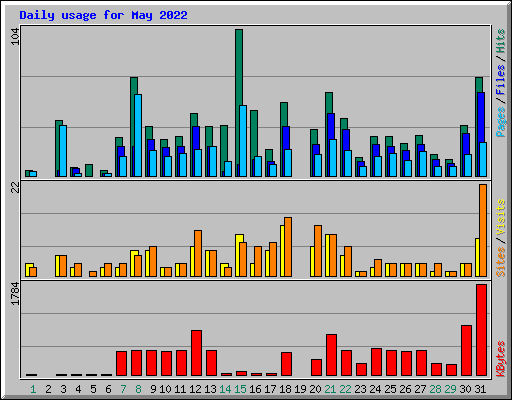 Daily usage for May 2022
104
Pages / Files / Hits
22
Sites / Visits
1784
KBytes
1 2 3 4 5 6 7 8 9 10 11 12 13 14 15 16 17 18 19 20 21 22 23 24 25 26 27 28 29 30 31